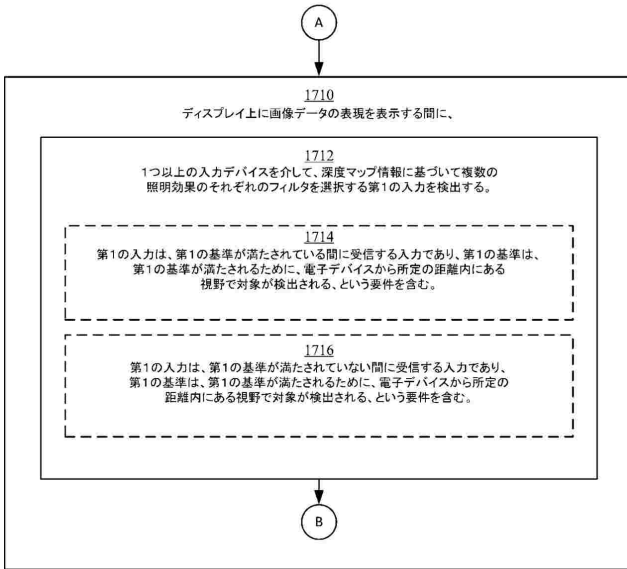 A
1710
ディスプレイ上に画像データの表現を表示する間に、
1712
1つ以上の入力デバイスを介して、深度マップ情報に基づいて複数の
照明効果のそれぞれのフィルタを選択する第1の入力を検出する。
1714
第1の入力は、第1の基準が満たされている間に受信する入力であり、第1の基準は、
第1の基準が満たされるために、電子デバイスから所定の距離内にある
視野で対象が検出される、という要件を含む。
1716
第1の入力は、第1の基準が満たされていない間に受信する入力であり、
第1の基準は、第1の基準が満たされるために、電子デバイスから所定の
距離内にある視野で対象が検出される、という要件を含む。
B